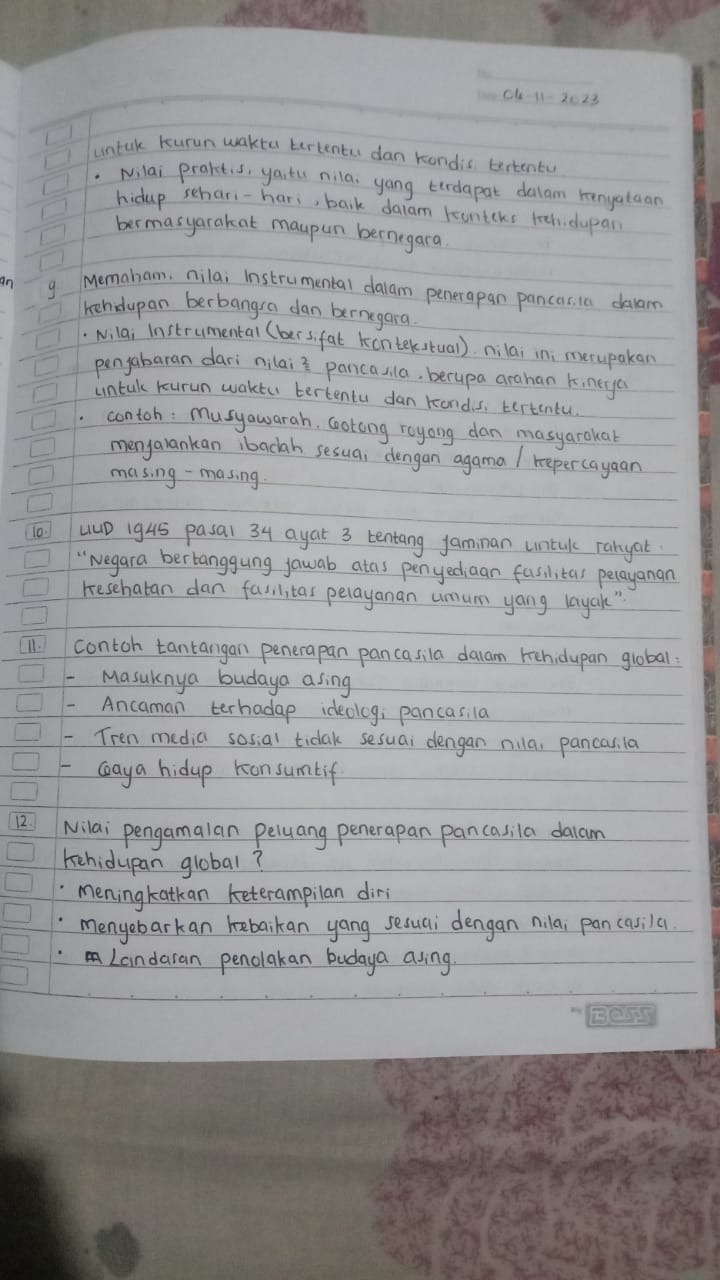 04-11-2023
untuk kurun waktu tertentu dan kondisi tertentu
• Nilai praktis, yaitu nilai yang terdapat dalam kenyataan
hidup sehari-hari, baik dalam konteks kehidupan
bermasyarakat maupun bernegara.
an
9 Memahami nilai Instrumental dalam penerapan pancasila dalam
kehidupan berbangsa dan bernegara.
• Nilai Instrumental (bersifat kontekstual). nilai ini merupakan
penjabaran dari nilai2 pancasila, berupa arahan kinerja
untuk kurun waktu tertentu dan kondisi tertentu.
• contoh : Musyawarah, Gotong royong dan masyarakat
menjalankan ibadah sesuai dengan agama / kepercayaan
masing - masing.
10. UUD 1945 pasal 34 ayat 3 tentang jaminan untuk rakyat.
"Negara bertanggung jawab atas penyediaan fasilitas pelayanan
kesehatan dan fasilitas pelayanan umum yang layak".
11. Contoh tantangan penerapan pancasila dalam kehidupan global :
- Masuknya budaya asing
- Ancaman terhadap ideologi pancasila
- Tren media sosial tidak sesuai dengan nilai pancasila
- Gaya hidup konsumtif.
12. Nilai pengamalan peluang penerapan pancasila dalam
kehidupan global ?
• meningkatkan keterampilan diri
• menyebarkan kebaikan yang sesuai dengan nilai pancasila.
• Landasan penolakan budaya asing.
BOSS